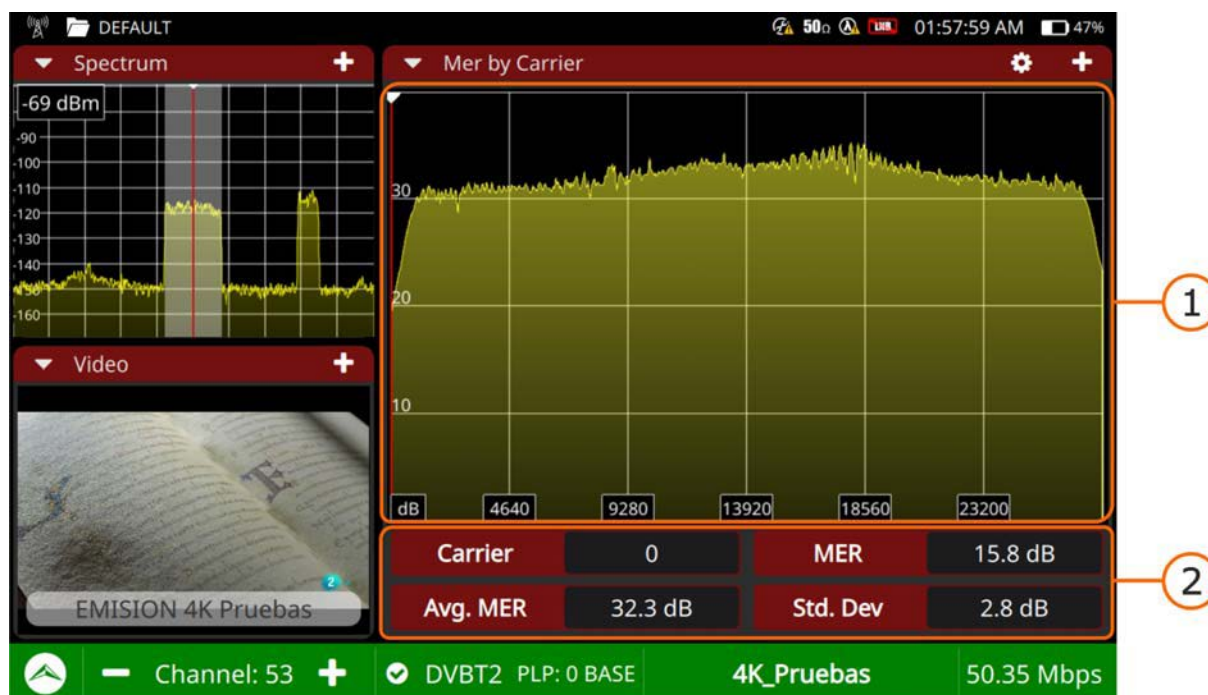 DEFAULT
50Ω
LNB
01:57:59 AM
47%
Spectrum
-69 dBm
-90
-100
-110
-120
-130
-140
-150
-160
Video
2
EMISION 4K Pruebas
Mer by Carrier
30
20
10
dB 4640 9280 13920 18560 23200
1
Carrier 0 MER 15.8 dB
Avg. MER 32.3 dB Std. Dev 2.8 dB
2
Channel: 53 DVBT2 PLP: 0 BASE 4K_Pruebas 50.35 Mbps